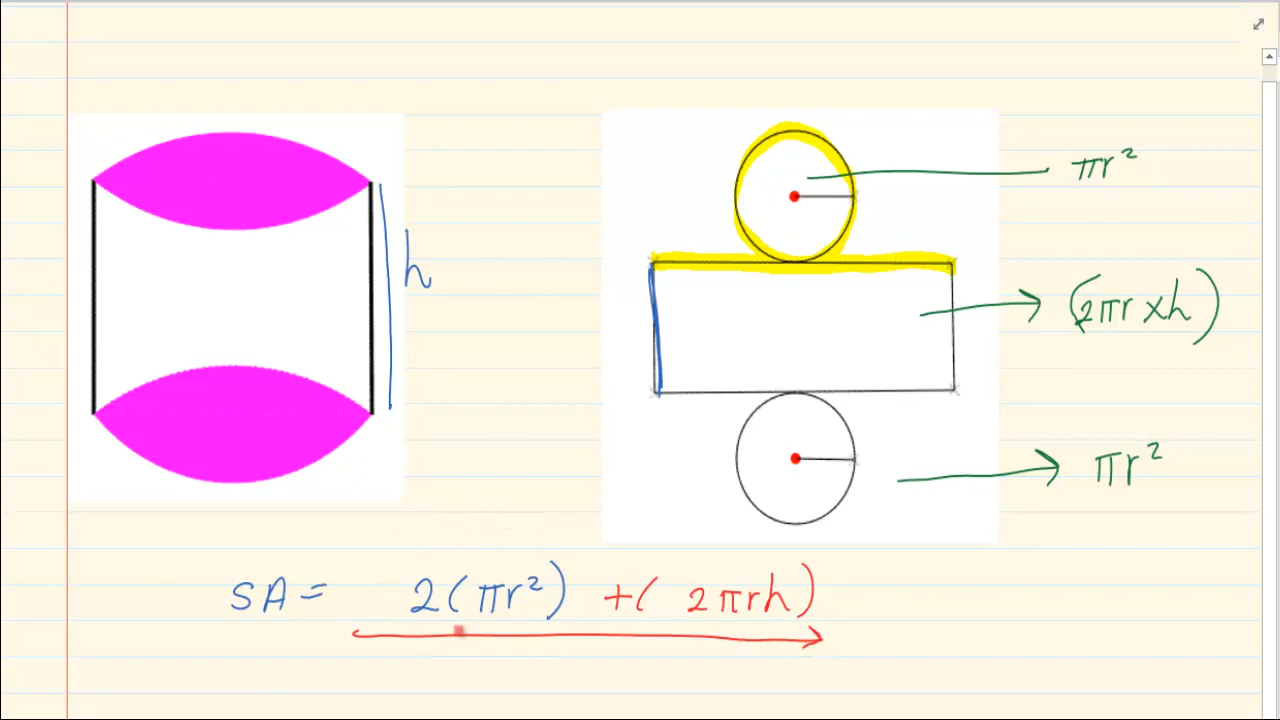 πr²
h
(2πr×h)
πr²
SA = 2(πr²) +( 2πrh)